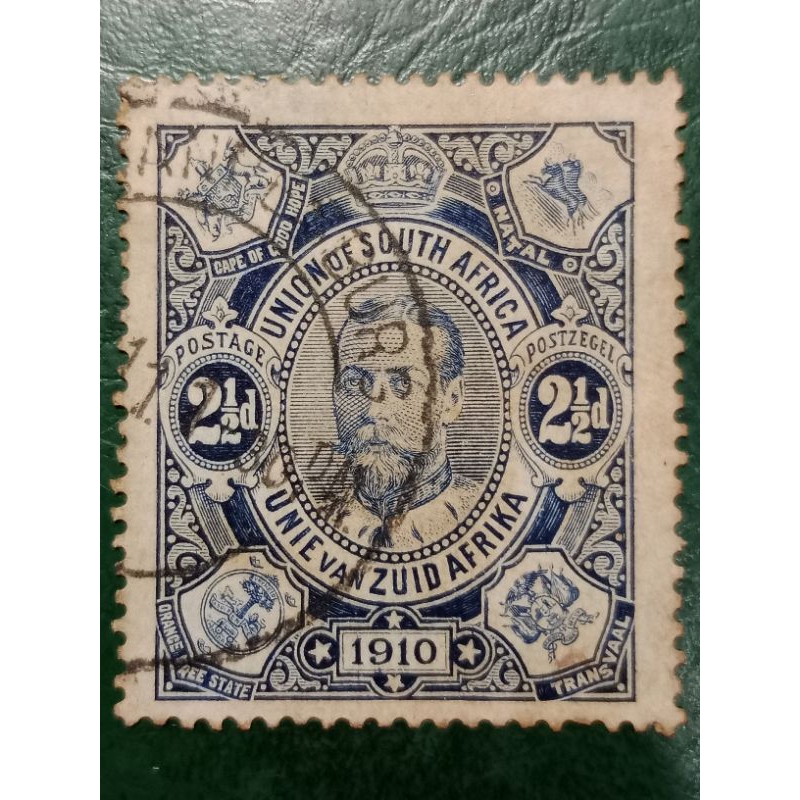 CAPE OF GOOD HOPE
NATAL
UNION OF SOUTH AFRICA
POSTAGE
POSTZEGEL
2½d
2½d
UNIE VAN ZUID AFRIKA
ORANGE FREE STATE
1910
TRANSVAAL